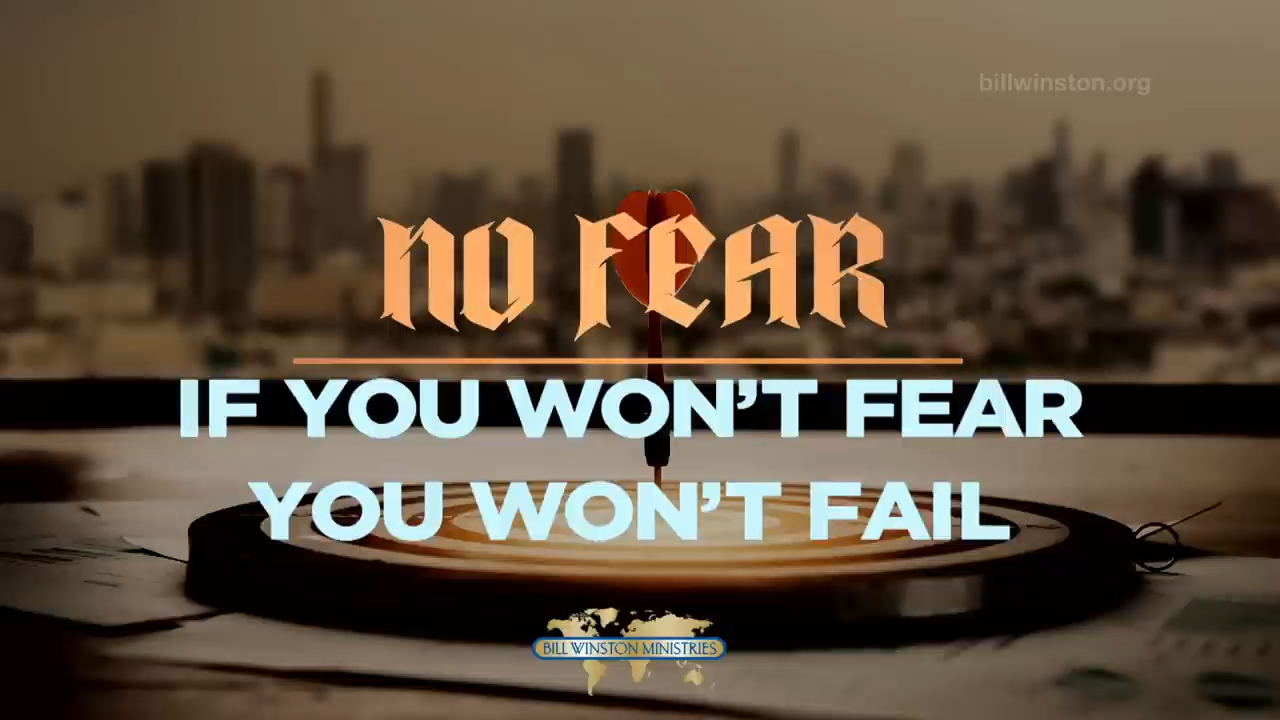 billwinston.org
NO FEAR
IF YOU WON'T FEAR
YOU WON'T FAIL
BILL WINSTON MINISTRIES